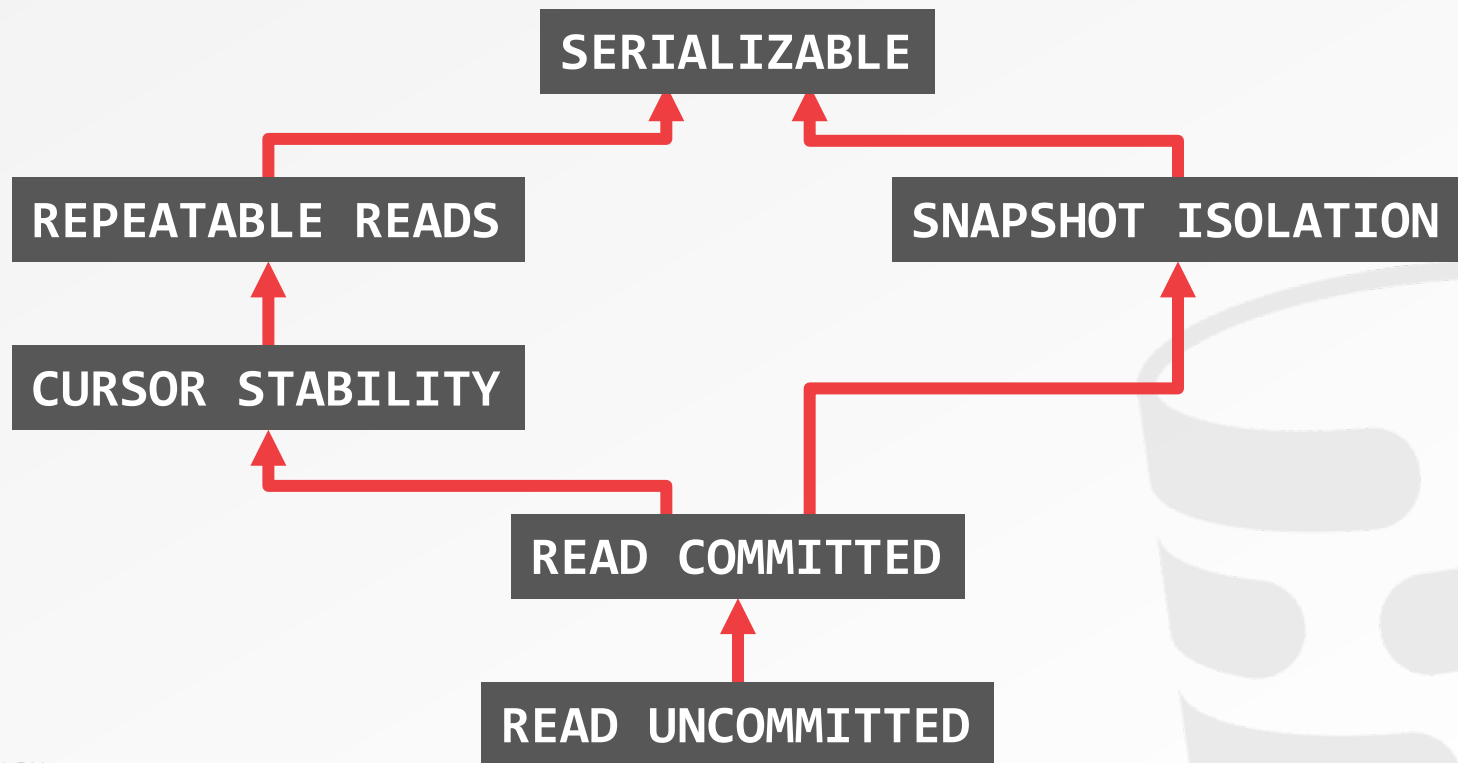 SERIALIZABLE
REPEATABLE READS
SNAPSHOT ISOLATION
CURSOR STABILITY
READ COMMITTED
READ UNCOMMITTED